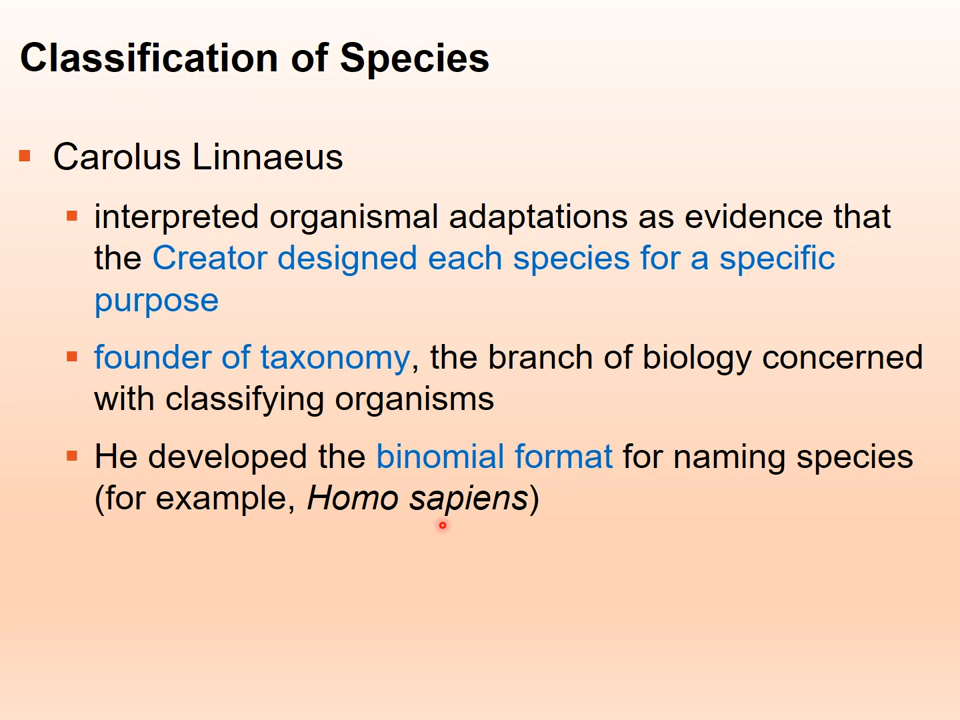 Classification of Species
Carolus Linnaeus
interpreted organismal adaptations as evidence that
the Creator designed each species for a specific
purpose
founder of taxonomy, the branch of biology concerned
with classifying organisms
He developed the binomial format for naming species
(for example, Homo sapiens)